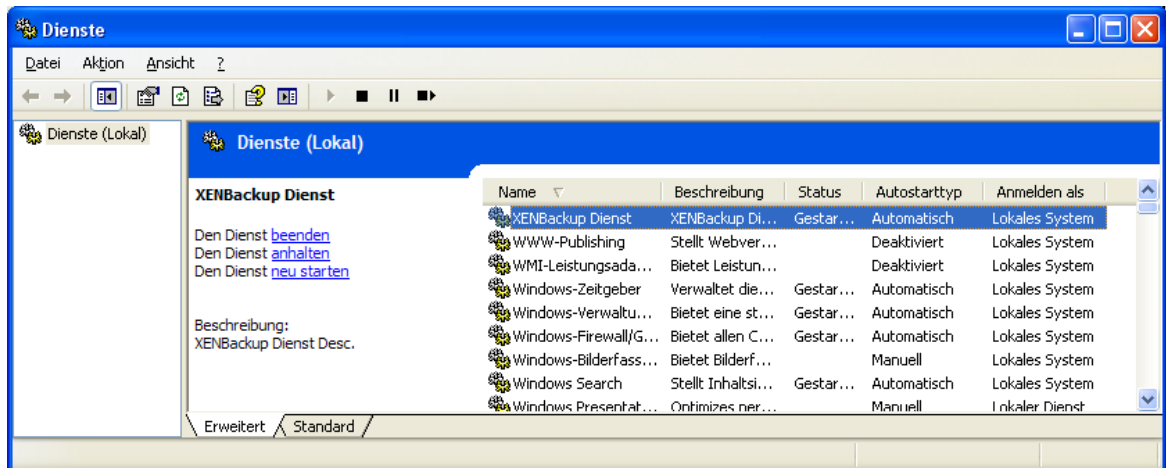 Dienste
Datei Aktion Ansicht ?
Dienste (Lokal)
Dienste (Lokal)
XENBackup Dienst
Den Dienst beenden
Den Dienst anhalten
Den Dienst neu starten
Beschreibung:
XENBackup Dienst Desc.
Name Beschreibung Status Autostarttyp Anmelden als
XENBackup Dienst XENBackup Di... Gestar... Automatisch Lokales System
WWW-Publishing Stellt Webver... Deaktiviert Lokales System
WMI-Leistungsada... Bietet Leistun... Deaktiviert Lokales System
Windows-Zeitgeber Verwaltet die... Gestar... Automatisch Lokales System
Windows-Verwaltu... Bietet eine st... Gestar... Automatisch Lokales System
Windows-Firewall/G... Bietet allen C... Gestar... Automatisch Lokales System
Windows-Bilderfass... Bietet Bilderf... Manuell Lokales System
Windows Search Stellt Inhaltsi... Gestar... Automatisch Lokales System
Windows Presentat... Optimizes per... Manuell Lokaler Dienst
Erweitert Standard